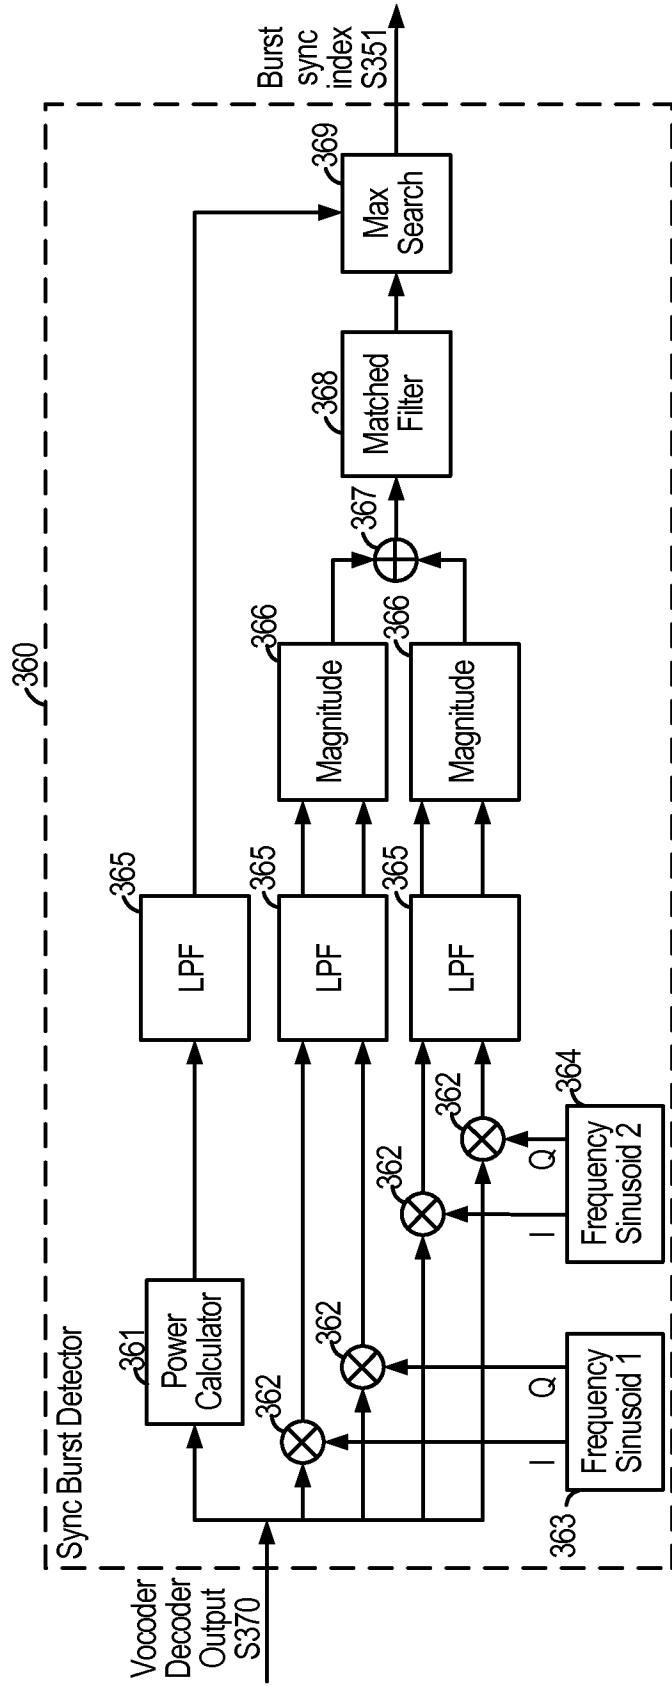 Sync Burst Detector
360
Vocoder
Decoder
Output
S370
361
Power
Calculator
362
362
362
362
363
Frequency
Sinusoid 1
I
Q
364
Frequency
Sinusoid 2
I
Q
365
LPF
365
LPF
365
LPF
366
Magnitude
366
Magnitude
367
368
Matched
Filter
369
Max
Search
Burst
sync
index
S351